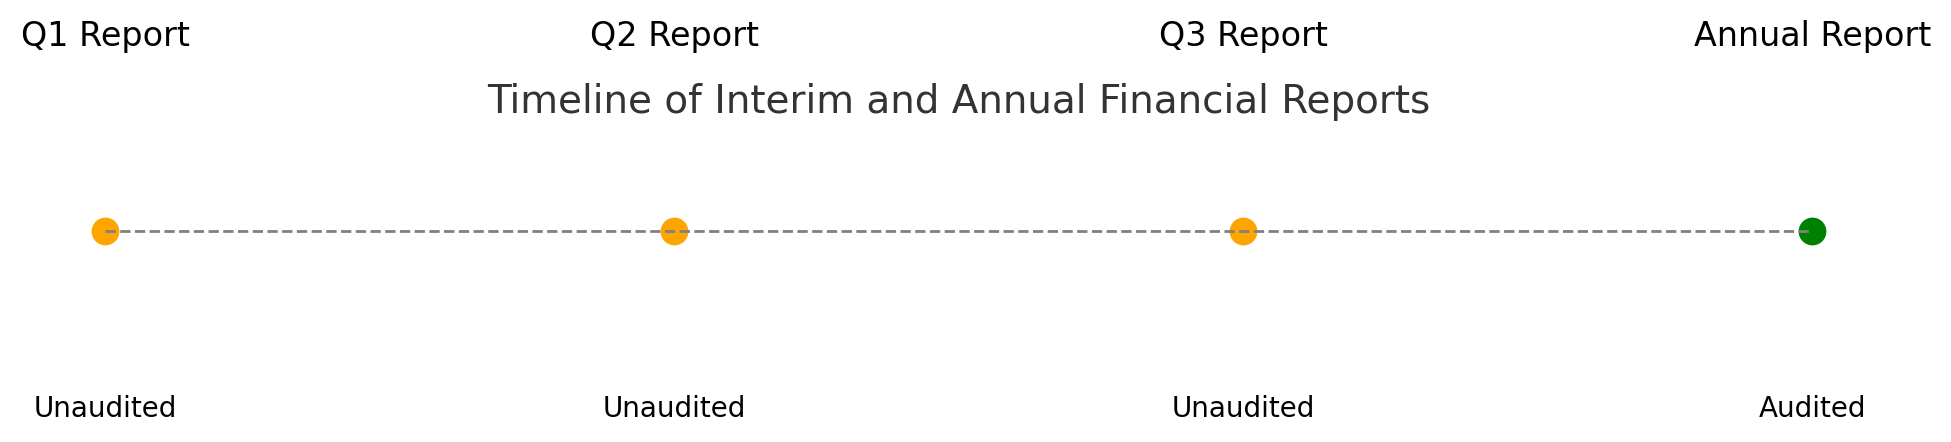 Q1 Report
Q2 Report
Q3 Report
Annual Report
Timeline of Interim and Annual Financial Reports
Unaudited
Unaudited
Unaudited
Audited